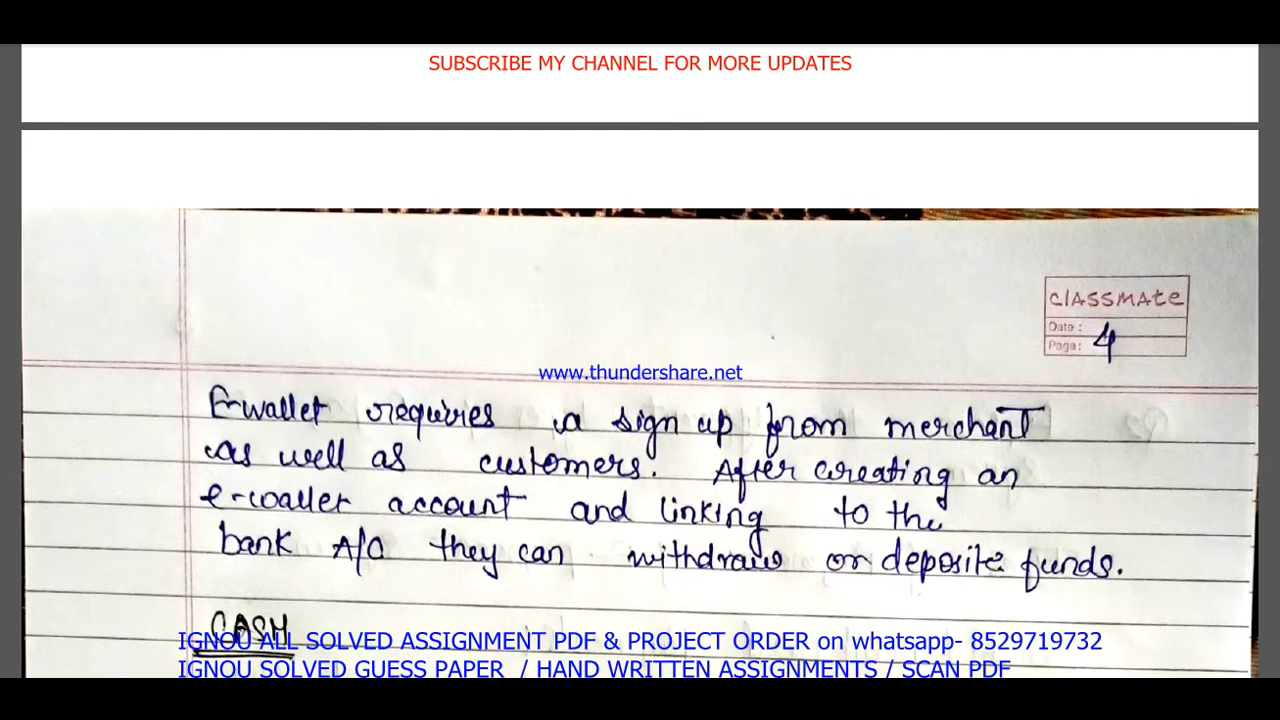 SUBSCRIBE MY CHANNEL FOR MORE UPDATES
classmate
Date :
Page: 4
www.thundershare.net
E-wallet requires a sign up from merchant
as well as customers. After creating an
e-wallet account and linking to the
bank A/C they can withdraw or deposite funds.
CASH
IGNOU ALL SOLVED ASSIGNMENT PDF & PROJECT ORDER on whatsapp- 8529719732
IGNOU SOLVED GUESS PAPER / HAND WRITTEN ASSIGNMENTS / SCAN PDF